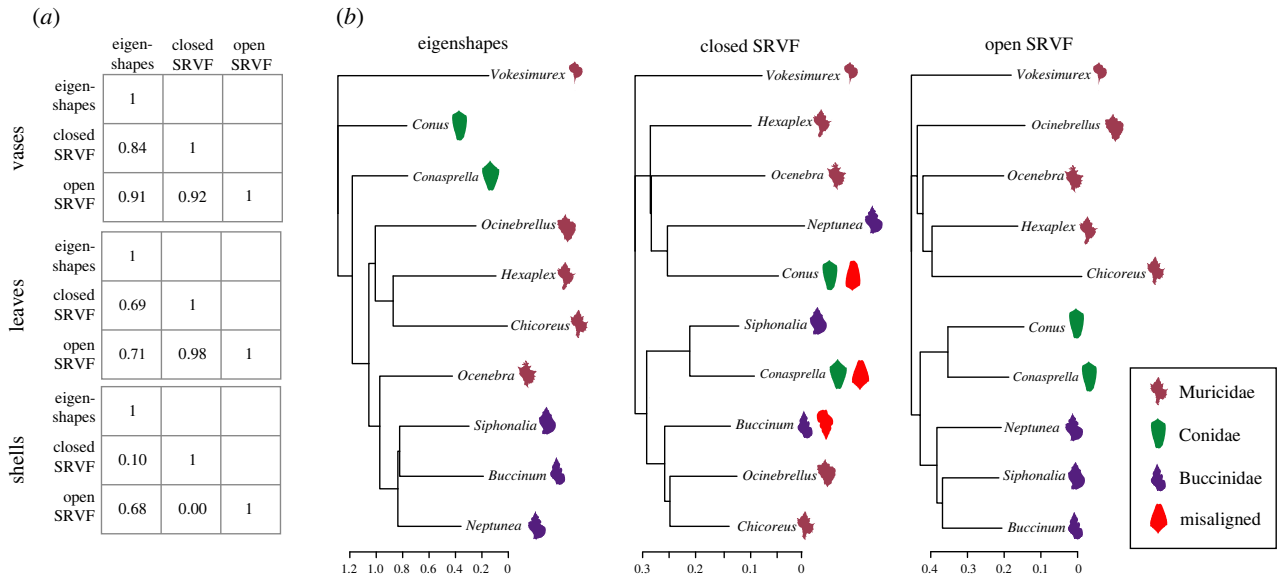 (a)
eigen-
shapes
closed
SRVF
open
SRVF
vases
eigen-
shapes
1
closed
SRVF
0.84
1
open
SRVF
0.91
0.92
1
leaves
eigen-
shapes
1
closed
SRVF
0.69
1
open
SRVF
0.71
0.98
1
shells
eigen-
shapes
1
closed
SRVF
0.10
1
open
SRVF
0.68
0.00
1
(b)
eigenshapes
Vokesimurex
Conus
Conasprella
Ocinebrellus
Hexaplex
Chicoreus
Ocenebra
Siphonalia
Buccinum
Neptunea
1.2 1.0 0.8 0.6 0.4 0.2 0
closed SRVF
Vokesimurex
Hexaplex
Ocenebra
Neptunea
Conus
Siphonalia
Conasprella
Buccinum
Ocinebrellus
Chicoreus
0.3 0.2 0.1 0
open SRVF
Vokesimurex
Ocinebrellus
Ocenebra
Hexaplex
Chicoreus
Conus
Conasprella
Neptunea
Siphonalia
Buccinum
0.4 0.3 0.2 0.1 0
Muricidae
Conidae
Buccinidae
misaligned